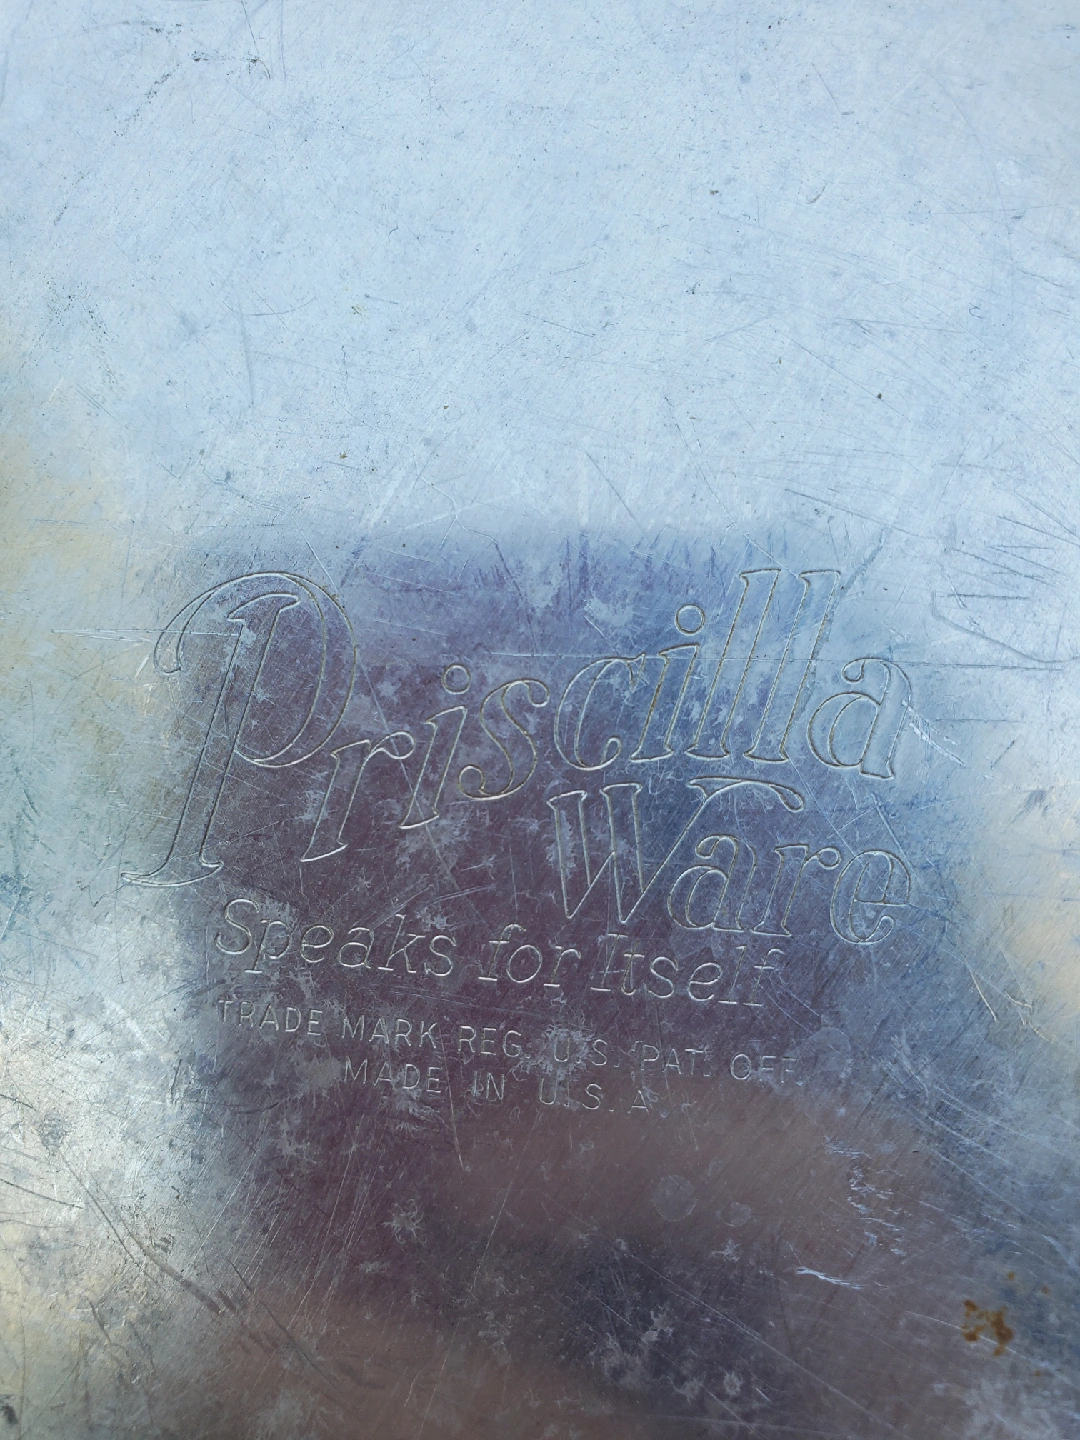 Priscilla
Ware
Speaks for Itself
TRADE MARK REG. U.S. PAT. OFF.
MADE IN U.S.A.